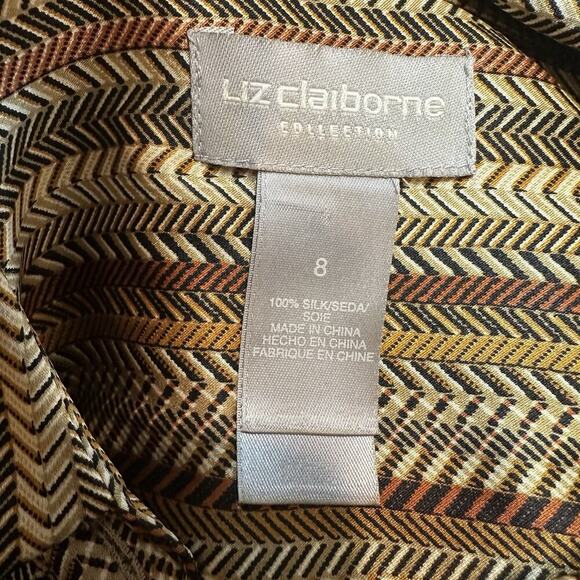 Liz claiborne
COLLECTION
8
100% SILK/SEDA/
SOIE
MADE IN CHINA
HECHO EN CHINA
FABRIQUE EN CHINE